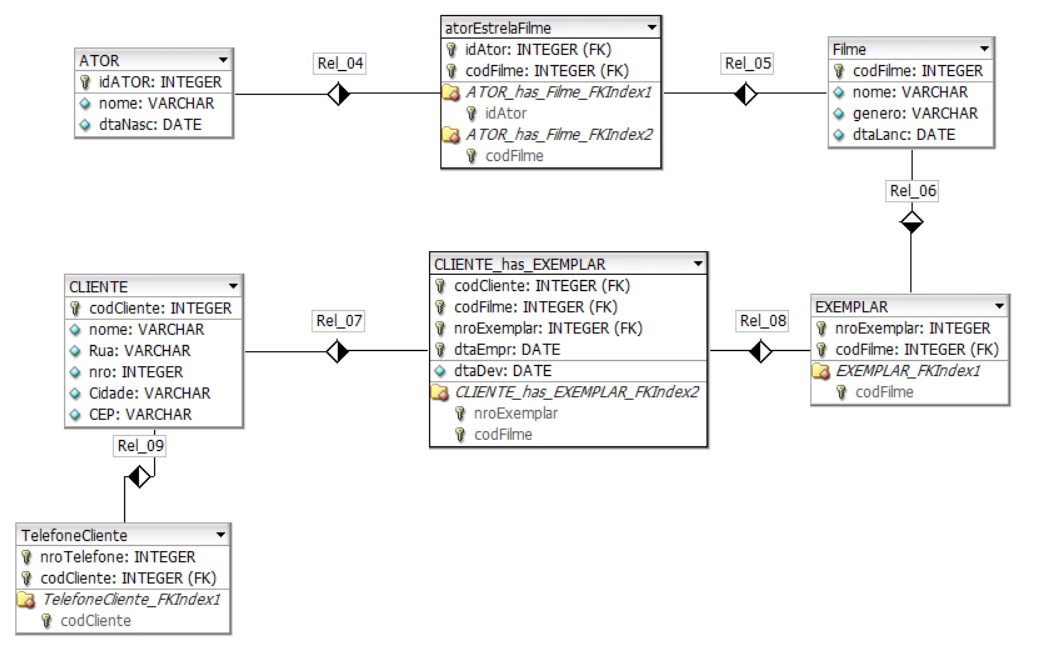 ATOR
idATOR: INTEGER
nome: VARCHAR
dtaNasc: DATE
Rel_04
atorEstrelaFilme
idAtor: INTEGER (FK)
codFilme: INTEGER (FK)
ATOR_has_Filme_FKIndex1
idAtor
ATOR_has_Filme_FKIndex2
codFilme
Rel_05
Filme
codFilme: INTEGER
nome: VARCHAR
genero: VARCHAR
dtaLanc: DATE
Rel_06
CLIENTE
codCliente: INTEGER
nome: VARCHAR
Rua: VARCHAR
nro: INTEGER
Cidade: VARCHAR
CEP: VARCHAR
Rel_07
CLIENTE_has_EXEMPLAR
codCliente: INTEGER (FK)
codFilme: INTEGER (FK)
nroExemplar: INTEGER (FK)
dtaEmpr: DATE
dtaDev: DATE
CLIENTE_has_EXEMPLAR_FKIndex2
nroExemplar
codFilme
Rel_08
EXEMPLAR
nroExemplar: INTEGER
codFilme: INTEGER (FK)
EXEMPLAR_FKIndex1
codFilme
Rel_09
TelefoneCliente
nroTelefone: INTEGER
codCliente: INTEGER (FK)
TelefoneCliente_FKIndex1
codCliente